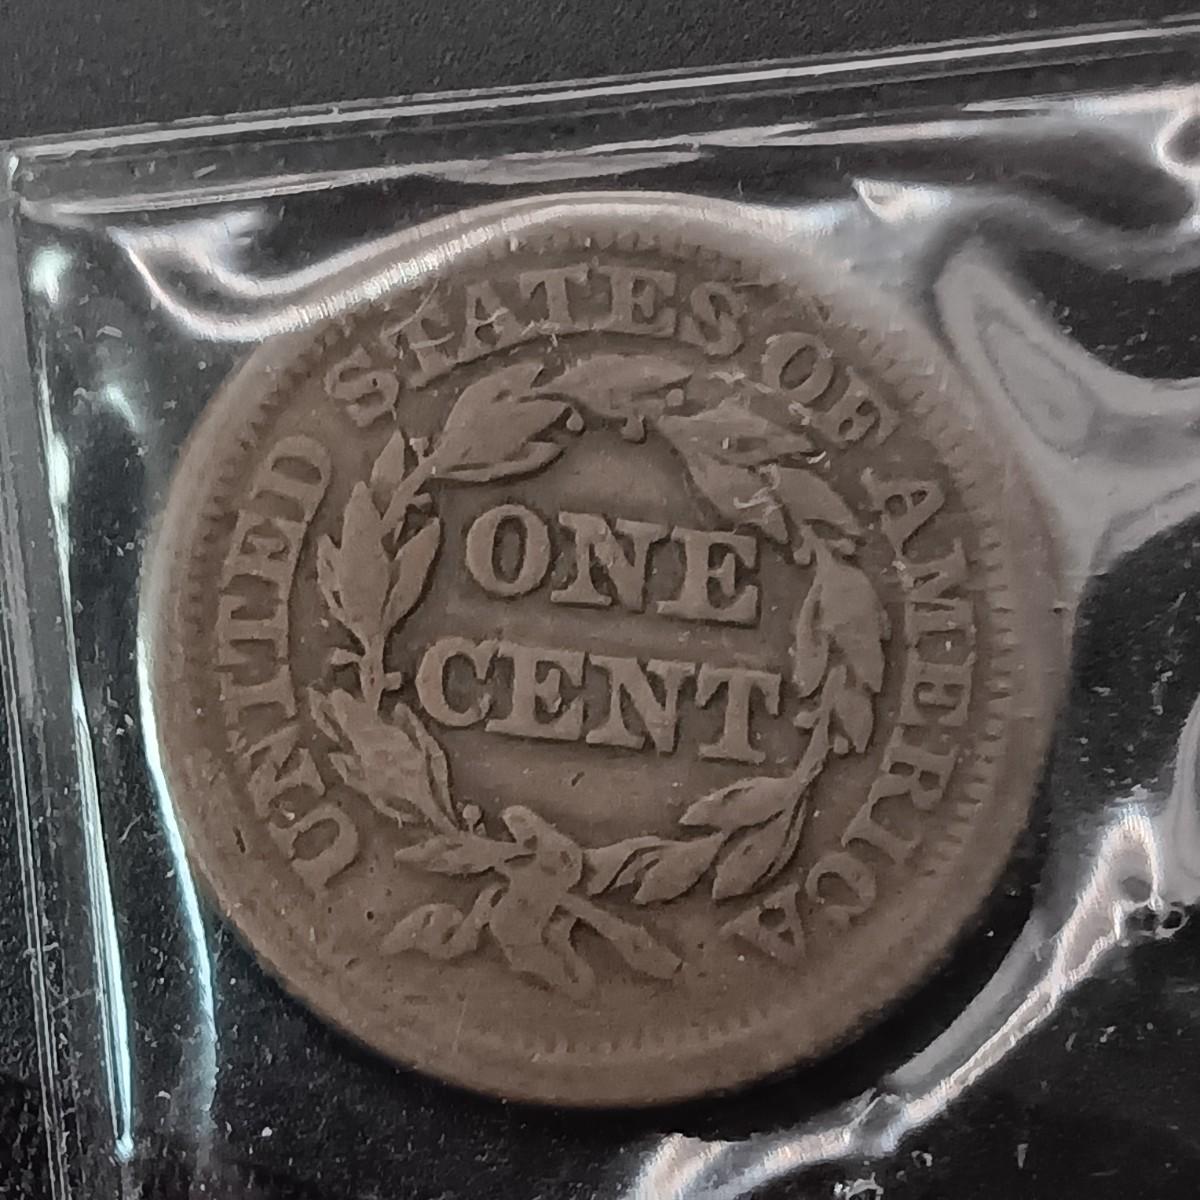 UNITED STATES OF AMERICA
ONE
CENT